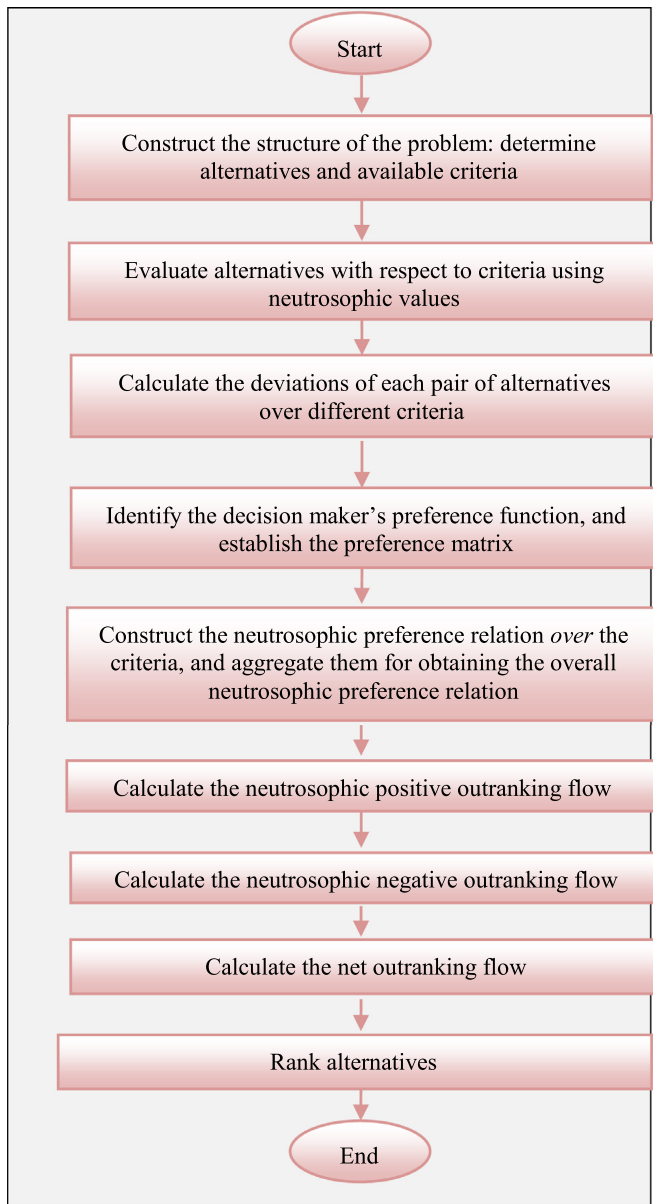 Start
Construct the structure of the problem: determine
alternatives and available criteria
Evaluate alternatives with respect to criteria using
neutrosophic values
Calculate the deviations of each pair of alternatives
over different criteria
Identify the decision maker’s preference function, and
establish the preference matrix
Construct the neutrosophic preference relation over the
criteria, and aggregate them for obtaining the overall
neutrosophic preference relation
Calculate the neutrosophic positive outranking flow
Calculate the neutrosophic negative outranking flow
Calculate the net outranking flow
Rank alternatives
End